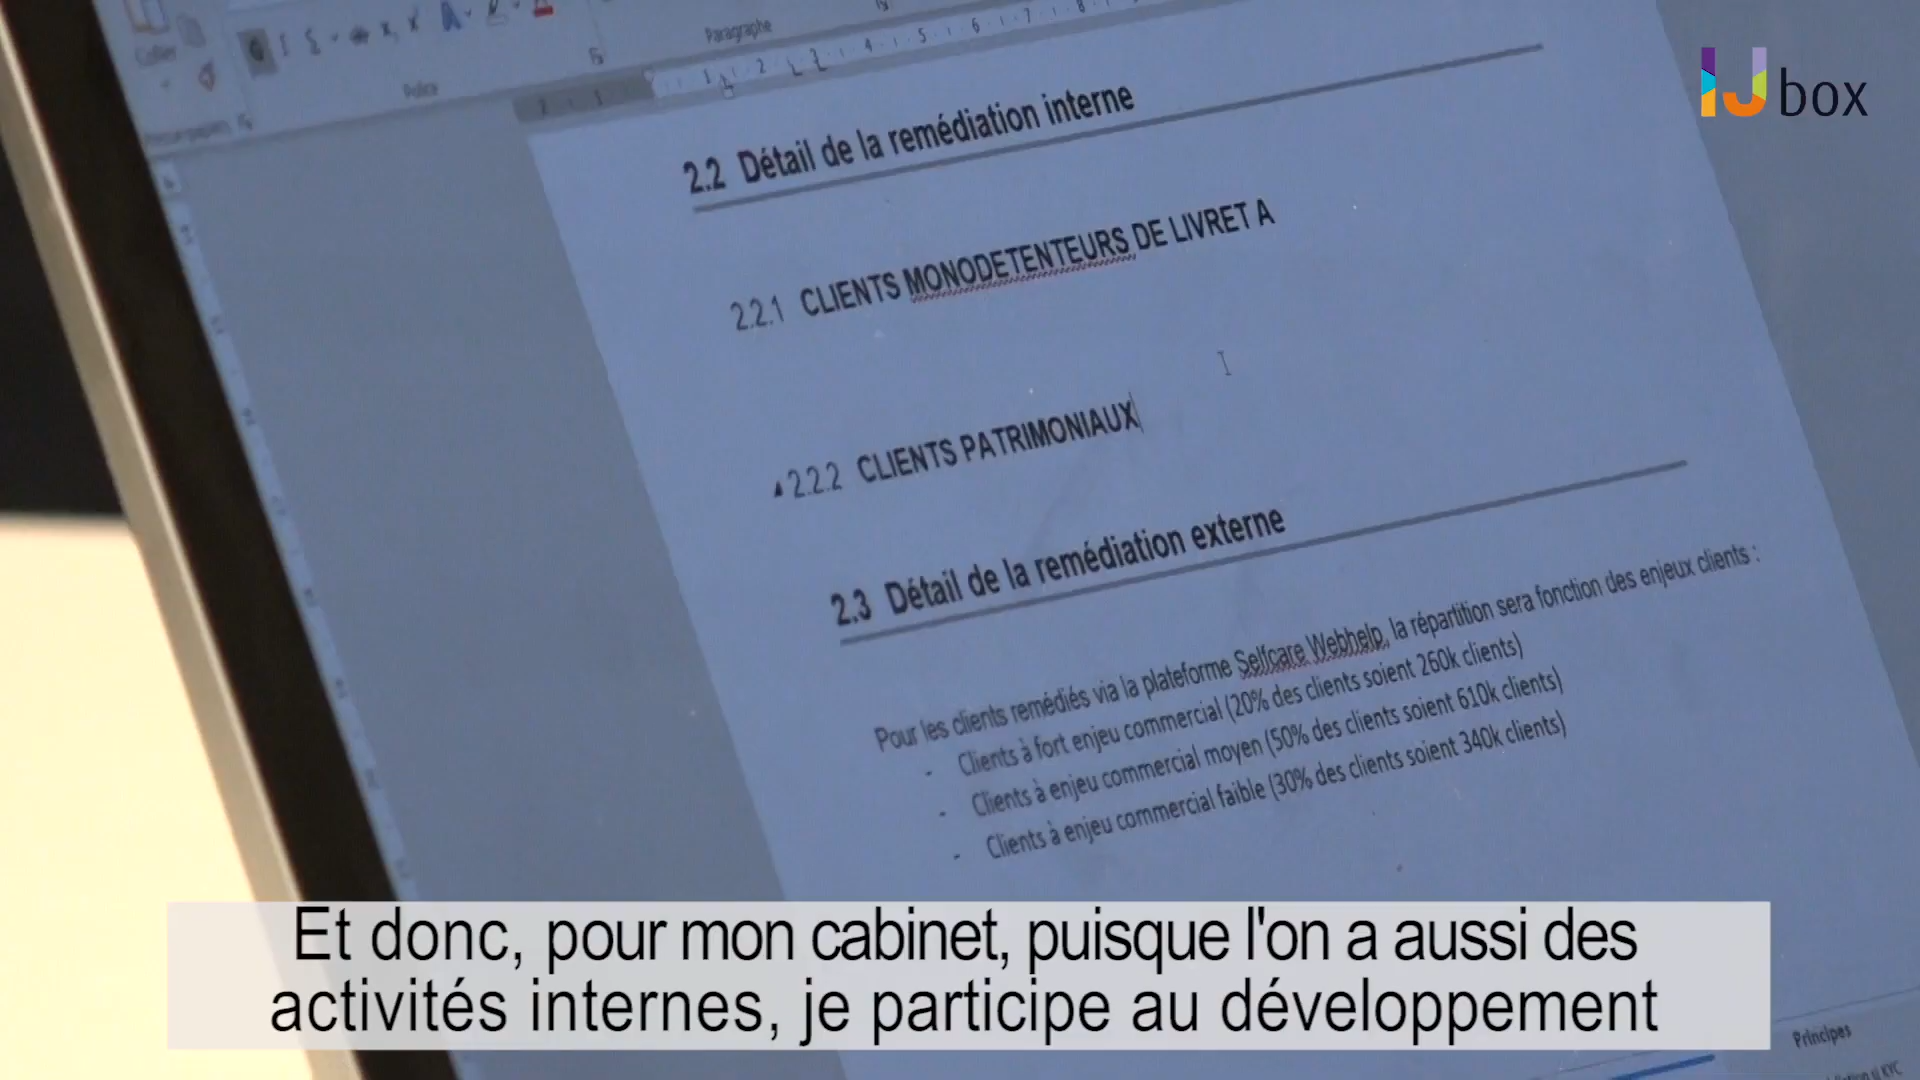 Coller
Paragraphe
Police
IJ box
2.2 Détail de la remédiation interne
2.2.1 CLIENTS MONODETENTEURS DE LIVRET A
2.2.2 CLIENTS PATRIMONIAUX
2.3 Détail de la remédiation externe
Pour les clients remédiés via la plateforme Selfcare Webhelp, la répartition sera fonction des enjeux clients :
- Clients à fort enjeu commercial (20% des clients soient 260k clients)
- Clients à enjeu commercial moyen (50% des clients soient 610k clients)
- Clients à enjeu commercial faible (30% des clients soient 340k clients)
Et donc, pour mon cabinet, puisque l'on a aussi des
activités internes, je participe au développement
Principes
KYC